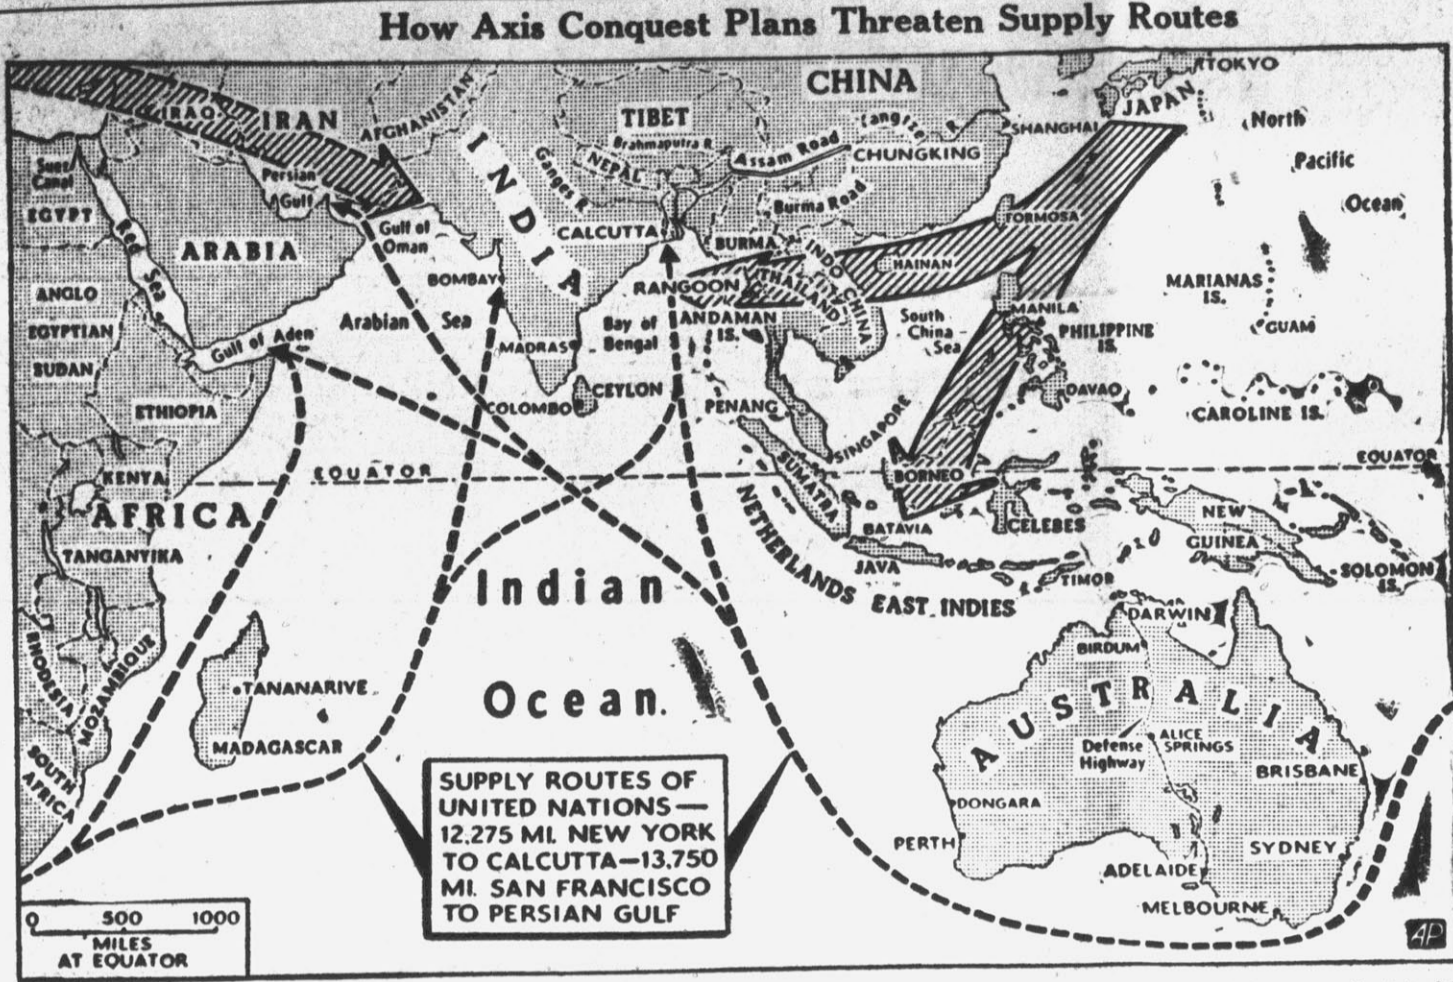 How Axis Conquest Plans Threaten Supply Routes
CHINA
TOKYO
JAPAN
IRAQ
IRAN
AFGHANISTAN
TIBET
Brahmaputra R.
Assam Road
Yangtze R.
SHANGHAI
CHUNGKING
North
Pacific
Ocean
Suez
Canal
EGYPT
Red Sea
Persian
Gulf
INDIA
NEPAL
Ganges R.
Burma Road
FORMOSA
ARABIA
Gulf of
Oman
CALCUTTA
BURMA
INDO CHINA
HAINAN
THAILAND
ANGLO
EGYPTIAN
SUDAN
BOMBAY
RANGOON
MARIANAS
IS.
GUAM
Gulf of Aden
Arabian Sea
MADRAS
Bay of
Bengal
ANDAMAN
IS.
South
China
Sea
MANILA
PHILIPPINE
IS.
ETHIOPIA
COLOMBO
CEYLON
PENANG
SINGAPORE
DAVAO
CAROLINE IS.
KENYA
EQUATOR
EQUATOR
SUMATRA
BORNEO
AFRICA
TANGANYIKA
BATAVIA
CELEBES
NEW
GUINEA
JAVA
TIMOR
SOLOMON
IS.
NETHERLANDS EAST INDIES
Indian
Ocean.
RHODESIA
MOZAMBIQUE
SOUTH
AFRICA
TANANARIVE
MADAGASCAR
DARWIN
BIRDUM
AUSTRALIA
Defense
Highway
ALICE
SPRINGS
BRISBANE
DONGARA
PERTH
SYDNEY
ADELAIDE
MELBOURNE
SUPPLY ROUTES OF
UNITED NATIONS—
12,275 MI. NEW YORK
TO CALCUTTA—13,750
MI. SAN FRANCISCO
TO PERSIAN GULF
0 500 1000
MILES
AT EQUATOR
AP